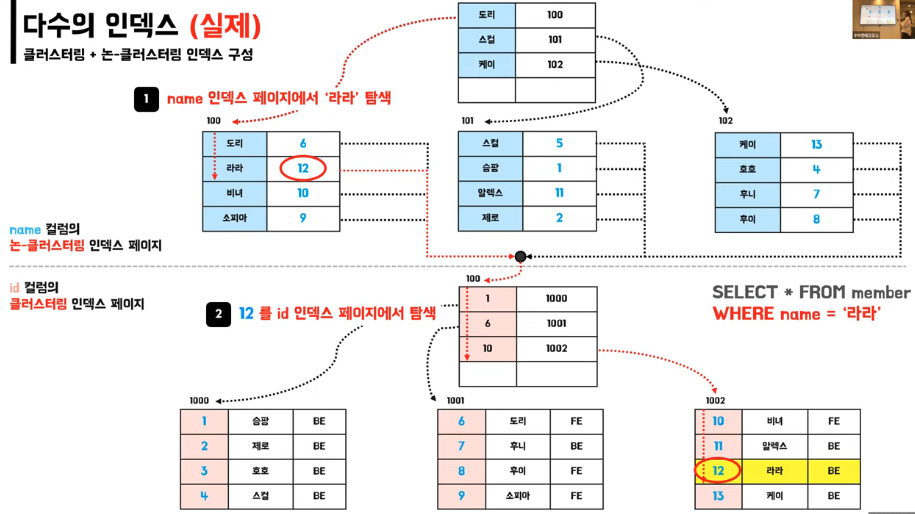 다수의 인덱스 (실제)
클러스터링 + 논-클러스터링 인덱스 구성
도리 100
스컬 101
케이 102
1 name 인덱스 페이지에서 '라라' 탐색
100
도리 6
라라 12
비녀 10
소피아 9
101
스컬 5
승팡 1
알렉스 11
제로 2
102
케이 13
호호 4
후니 7
후이 8
name 컬럼의
논-클러스터링 인덱스 페이지
id 컬럼의
클러스터링 인덱스 페이지
2 12 를 id 인덱스 페이지에서 탐색
100
1 1000
6 1001
10 1002
SELECT * FROM member
WHERE name = '라라'
1000
1 승팡 BE
2 제로 BE
3 호호 BE
4 스컬 BE
1001
6 도리 FE
7 후니 BE
8 후이 FE
9 소피아 FE
1002
10 비녀 FE
11 알렉스 BE
12 라라 BE
13 케이 BE